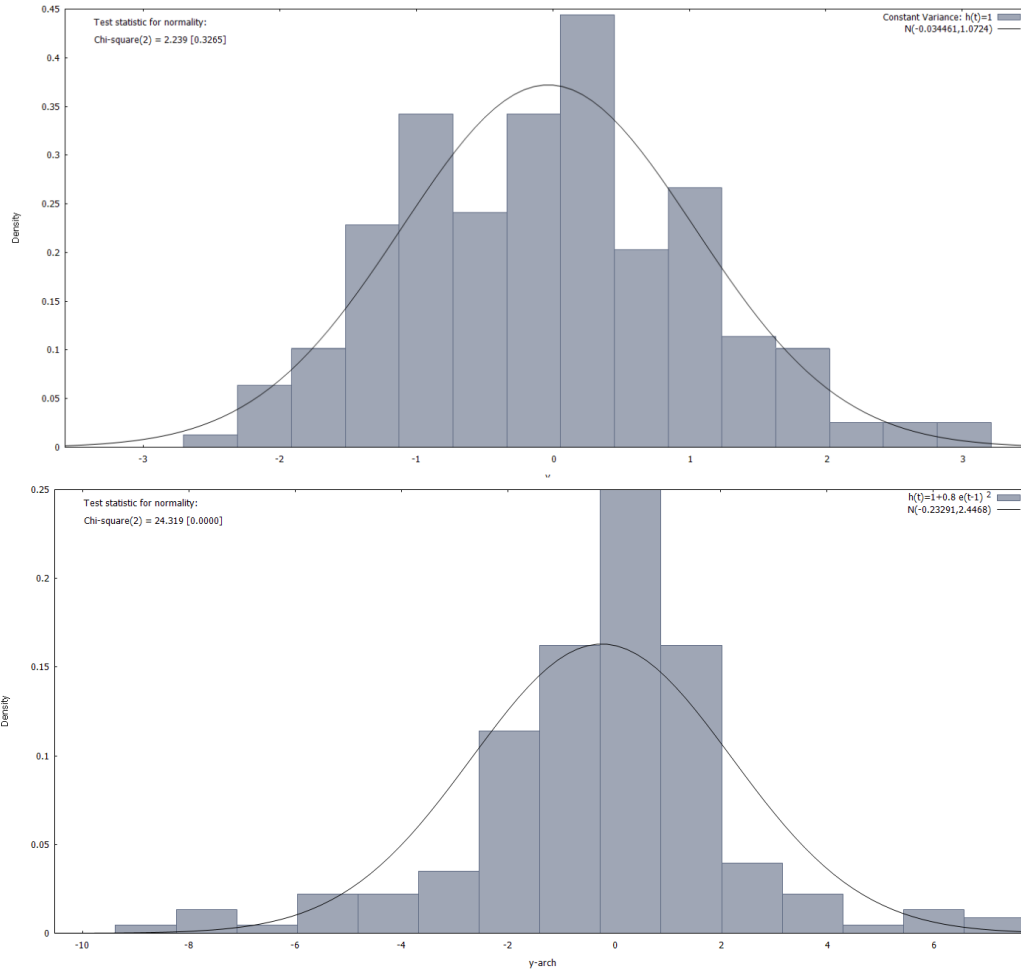 0.45
Test statistic for normality:
Chi-square(2) = 2.239 [0.3265]
Constant Variance: h(t)=1
N(-0.034461,1.0724)
0.4
0.35
0.3
0.25
Density
0.2
0.15
0.1
0.05
0
-3
-2
-1
0
1
2
3
0.25
Test statistic for normality:
Chi-square(2) = 24.319 [0.0000]
h(t)=1+0.8 e(t-1) ²
N(-0.23291,2.4468)
0.2
0.15
Density
0.1
0.05
0
-10
-8
-6
-4
-2
0
2
4
6
y-arch